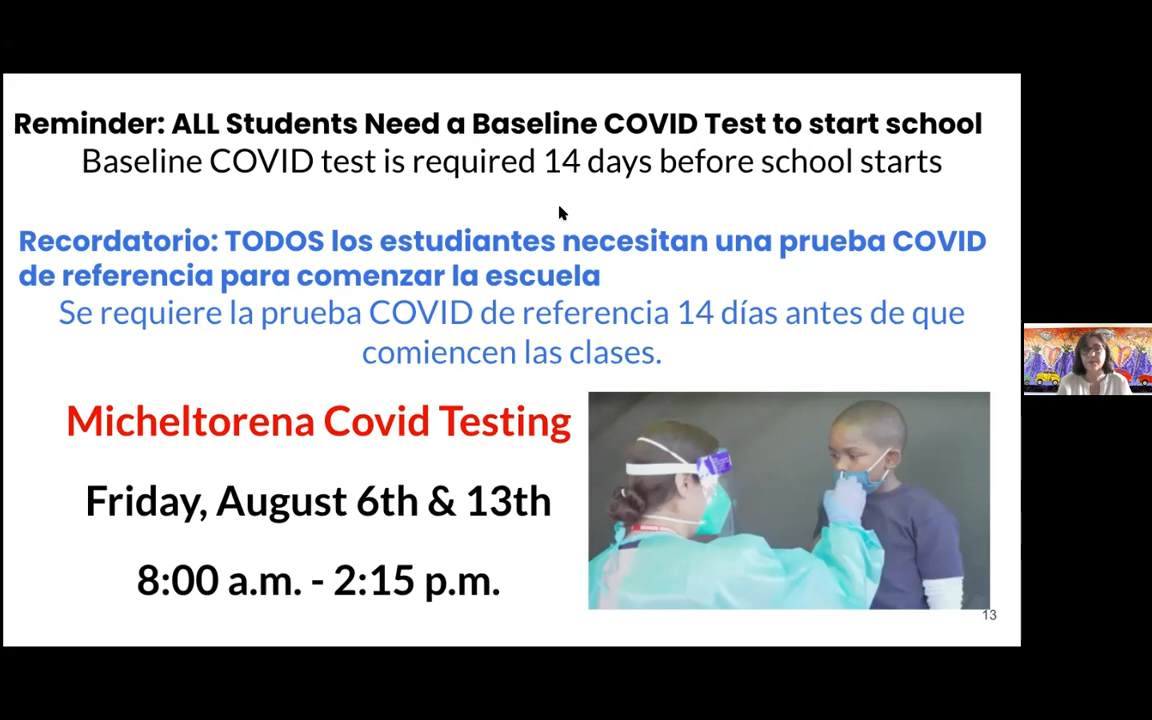 Reminder: ALL Students Need a Baseline COVID Test to start school
Baseline COVID test is required 14 days before school starts
Recordatorio: TODOS los estudiantes necesitan una prueba COVID
de referencia para comenzar la escuela
Se requiere la prueba COVID de referencia 14 días antes de que
comiencen las clases.
Micheltorena Covid Testing
Friday, August 6th & 13th
8:00 a.m. - 2:15 p.m.
13